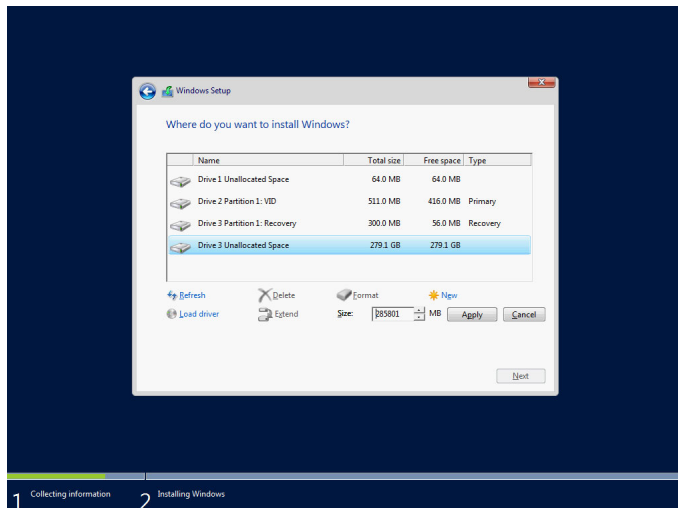 Windows Setup
Where do you want to install Windows?
Name Total size Free space Type
Drive 1 Unallocated Space 64.0 MB 64.0 MB
Drive 2 Partition 1: VID 511.0 MB 416.0 MB Primary
Drive 3 Partition 1: Recovery 300.0 MB 56.0 MB Recovery
Drive 3 Unallocated Space 279.1 GB 279.1 GB
Refresh Delete Format New
Load driver Extend Size: 285801 MB Apply Cancel
Next
1 Collecting information 2 Installing Windows